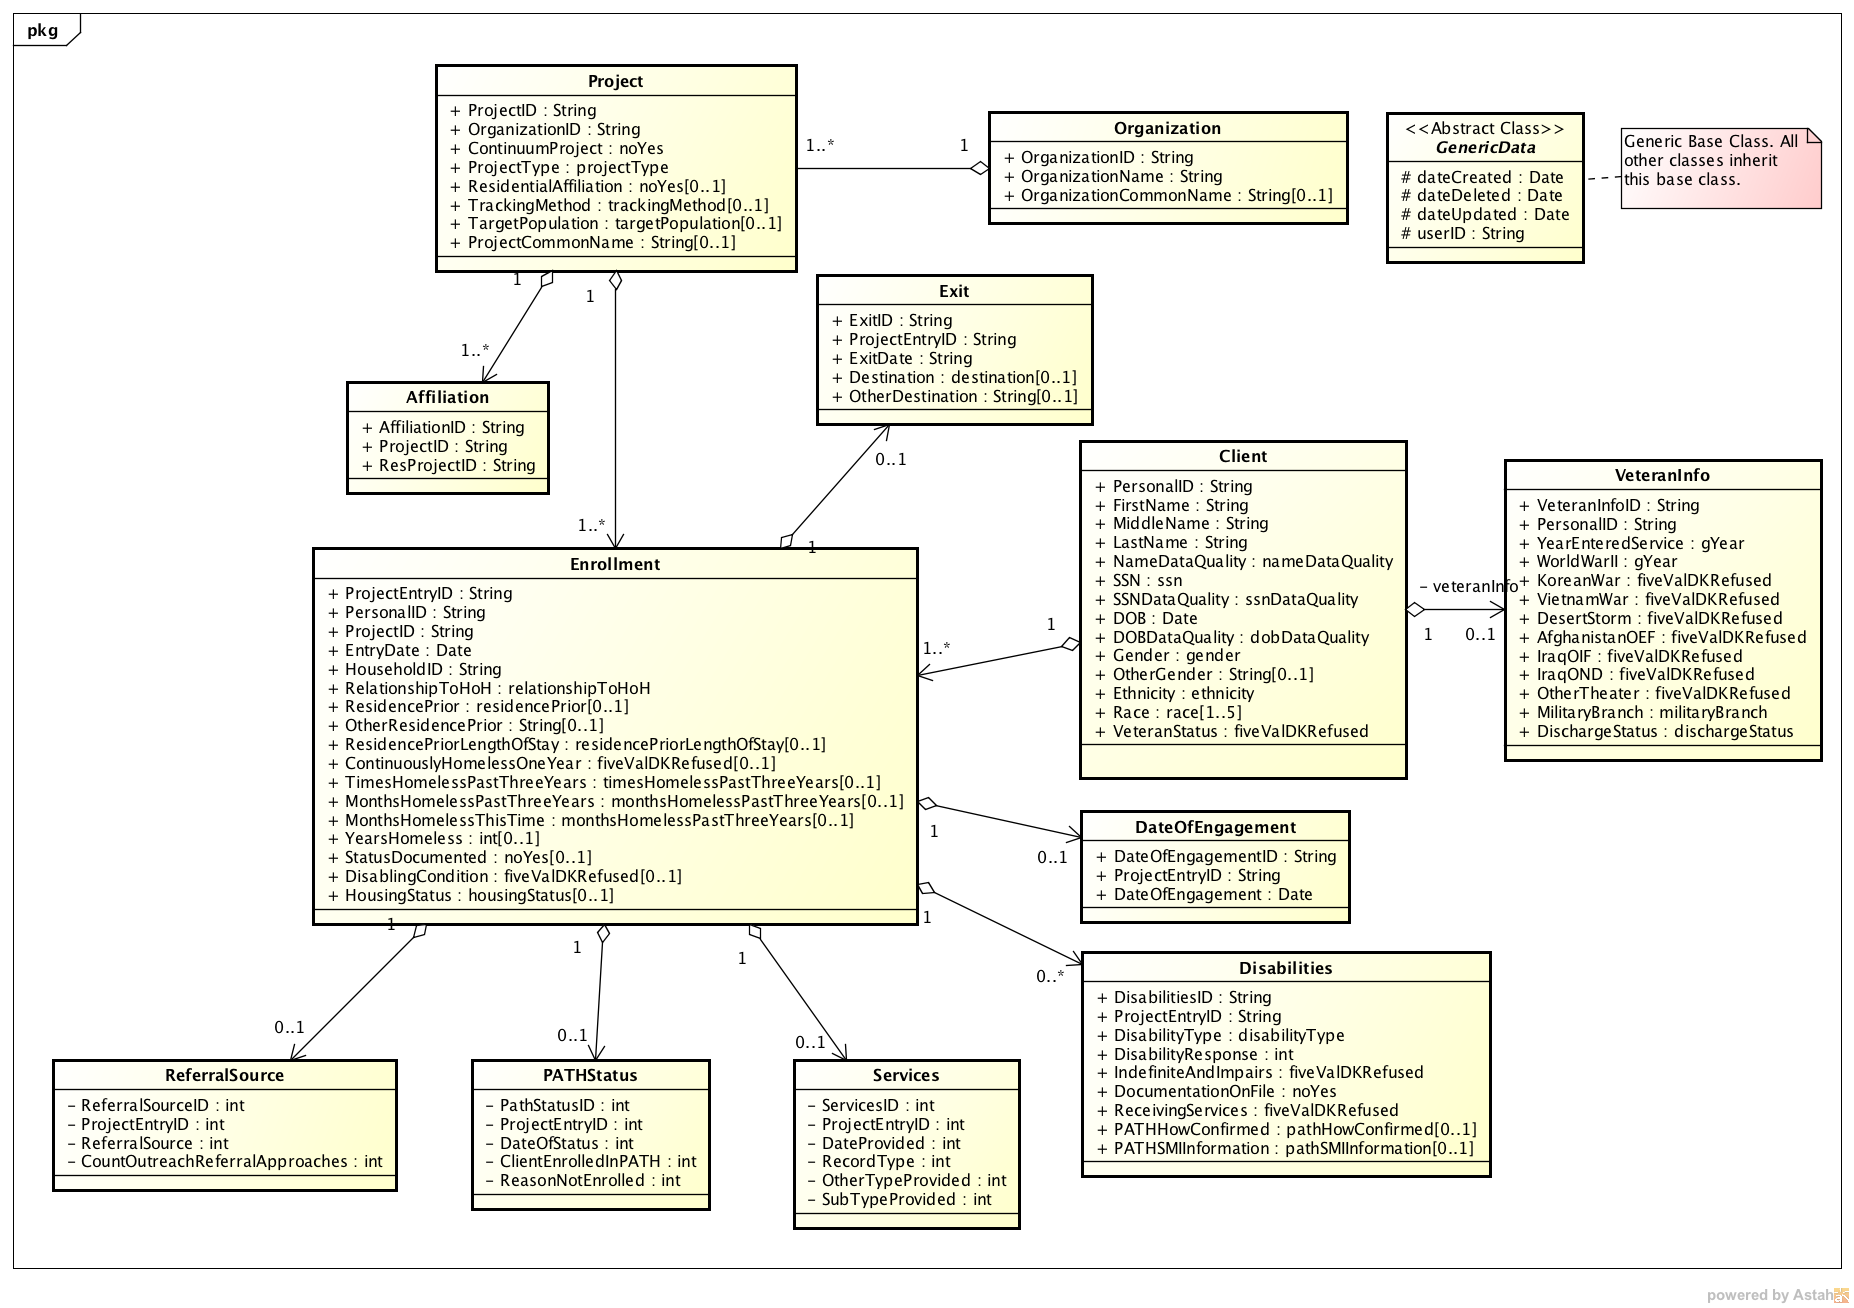 pkg
Project
+ ProjectID : String
+ OrganizationID : String
+ ContinuumProject : noYes
+ ProjectType : projectType
+ ResidentialAffiliation : noYes[0..1]
+ TrackingMethod : trackingMethod[0..1]
+ TargetPopulation : targetPopulation[0..1]
+ ProjectCommonName : String[0..1]
1..*
1
Organization
+ OrganizationID : String
+ OrganizationName : String
+ OrganizationCommonName : String[0..1]
<<Abstract Class>>
GenericData
# dateCreated : Date
# dateDeleted : Date
# dateUpdated : Date
# userID : String
Generic Base Class. All
other classes inherit
this base class.
1
1
1..*
1..*
Affiliation
+ AffiliationID : String
+ ProjectID : String
+ ResProjectID : String
Exit
+ ExitID : String
+ ProjectEntryID : String
+ ExitDate : String
+ Destination : destination[0..1]
+ OtherDestination : String[0..1]
0..1
1
Enrollment
+ ProjectEntryID : String
+ PersonalID : String
+ ProjectID : String
+ EntryDate : Date
+ HouseholdID : String
+ RelationshipToHoH : relationshipToHoH
+ ResidencePrior : residencePrior[0..1]
+ OtherResidencePrior : String[0..1]
+ ResidencePriorLengthOfStay : residencePriorLengthOfStay[0..1]
+ ContinuouslyHomelessOneYear : fiveValDKRefused[0..1]
+ TimesHomelessPastThreeYears : timesHomelessPastThreeYears[0..1]
+ MonthsHomelessPastThreeYears : monthsHomelessPastThreeYears[0..1]
+ MonthsHomelessThisTime : monthsHomelessPastThreeYears[0..1]
+ YearsHomeless : int[0..1]
+ StatusDocumented : noYes[0..1]
+ DisablingCondition : fiveValDKRefused[0..1]
+ HousingStatus : housingStatus[0..1]
1..*
1
Client
+ PersonalID : String
+ FirstName : String
+ MiddleName : String
+ LastName : String
+ NameDataQuality : nameDataQuality
+ SSN : ssn
+ SSNDataQuality : ssnDataQuality
+ DOB : Date
+ DOBDataQuality : dobDataQuality
+ Gender : gender
+ OtherGender : String[0..1]
+ Ethnicity : ethnicity
+ Race : race[1..5]
+ VeteranStatus : fiveValDKRefused
- veteranInfo
1
0..1
VeteranInfo
+ VeteranInfoID : String
+ PersonalID : String
+ YearEnteredService : gYear
+ WorldWarII : gYear
+ KoreanWar : fiveValDKRefused
+ VietnamWar : fiveValDKRefused
+ DesertStorm : fiveValDKRefused
+ AfghanistanOEF : fiveValDKRefused
+ IraqOIF : fiveValDKRefused
+ IraqOND : fiveValDKRefused
+ OtherTheater : fiveValDKRefused
+ MilitaryBranch : militaryBranch
+ DischargeStatus : dischargeStatus
1
0..1
DateOfEngagement
+ DateOfEngagementID : String
+ ProjectEntryID : String
+ DateOfEngagement : Date
1
0..*
Disabilities
+ DisabilitiesID : String
+ ProjectEntryID : String
+ DisabilityType : disabilityType
+ DisabilityResponse : int
+ IndefiniteAndImpairs : fiveValDKRefused
+ DocumentationOnFile : noYes
+ ReceivingServices : fiveValDKRefused
+ PATHHowConfirmed : pathHowConfirmed[0..1]
+ PATHSMIInformation : pathSMIInformation[0..1]
1
1
1
0..1
0..1
0..1
ReferralSource
- ReferralSourceID : int
- ProjectEntryID : int
- ReferralSource : int
- CountOutreachReferralApproaches : int
PATHStatus
- PathStatusID : int
- ProjectEntryID : int
- DateOfStatus : int
- ClientEnrolledInPATH : int
- ReasonNotEnrolled : int
Services
- ServicesID : int
- ProjectEntryID : int
- DateProvided : int
- RecordType : int
- OtherTypeProvided : int
- SubTypeProvided : int
powered by Astah